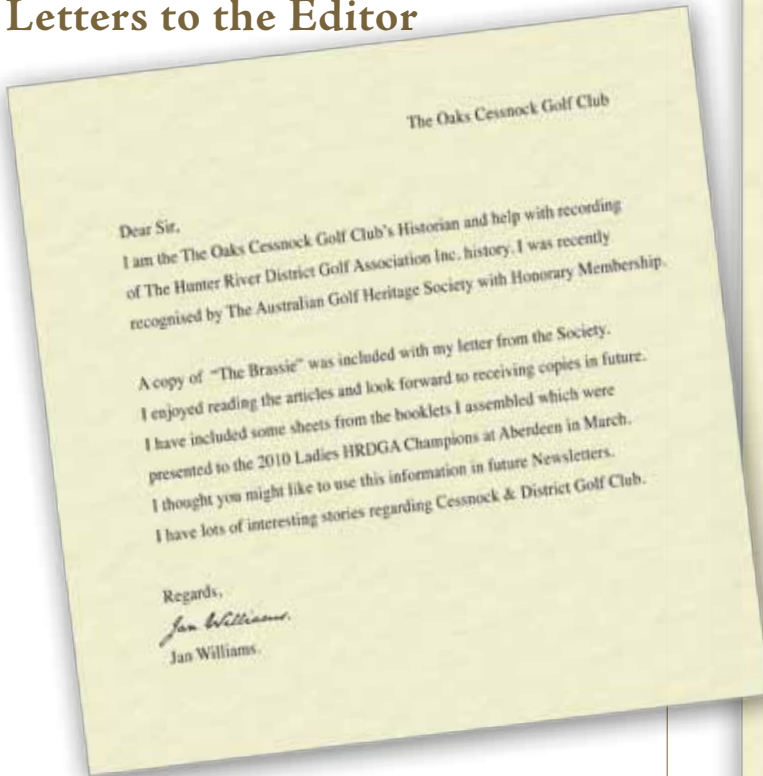 Letters to the Editor
The Oaks Cessnock Golf Club
Dear Sir,
I am the The Oaks Cessnock Golf Club's Historian and help with recording
of The Hunter River District Golf Association Inc. history. I was recently
recognised by The Australian Golf Heritage Society with Honorary Membership.
A copy of "The Brassie" was included with my letter from the Society.
I enjoyed reading the articles and look forward to receiving copies in future.
I have included some sheets from the booklets I assembled which were
presented to the 2010 Ladies HRDGA Champions at Aberdeen in March.
I thought you might like to use this information in future Newsletters.
I have lots of interesting stories regarding Cessnock & District Golf Club.
Regards,
Jan Williams.
Jan Williams.